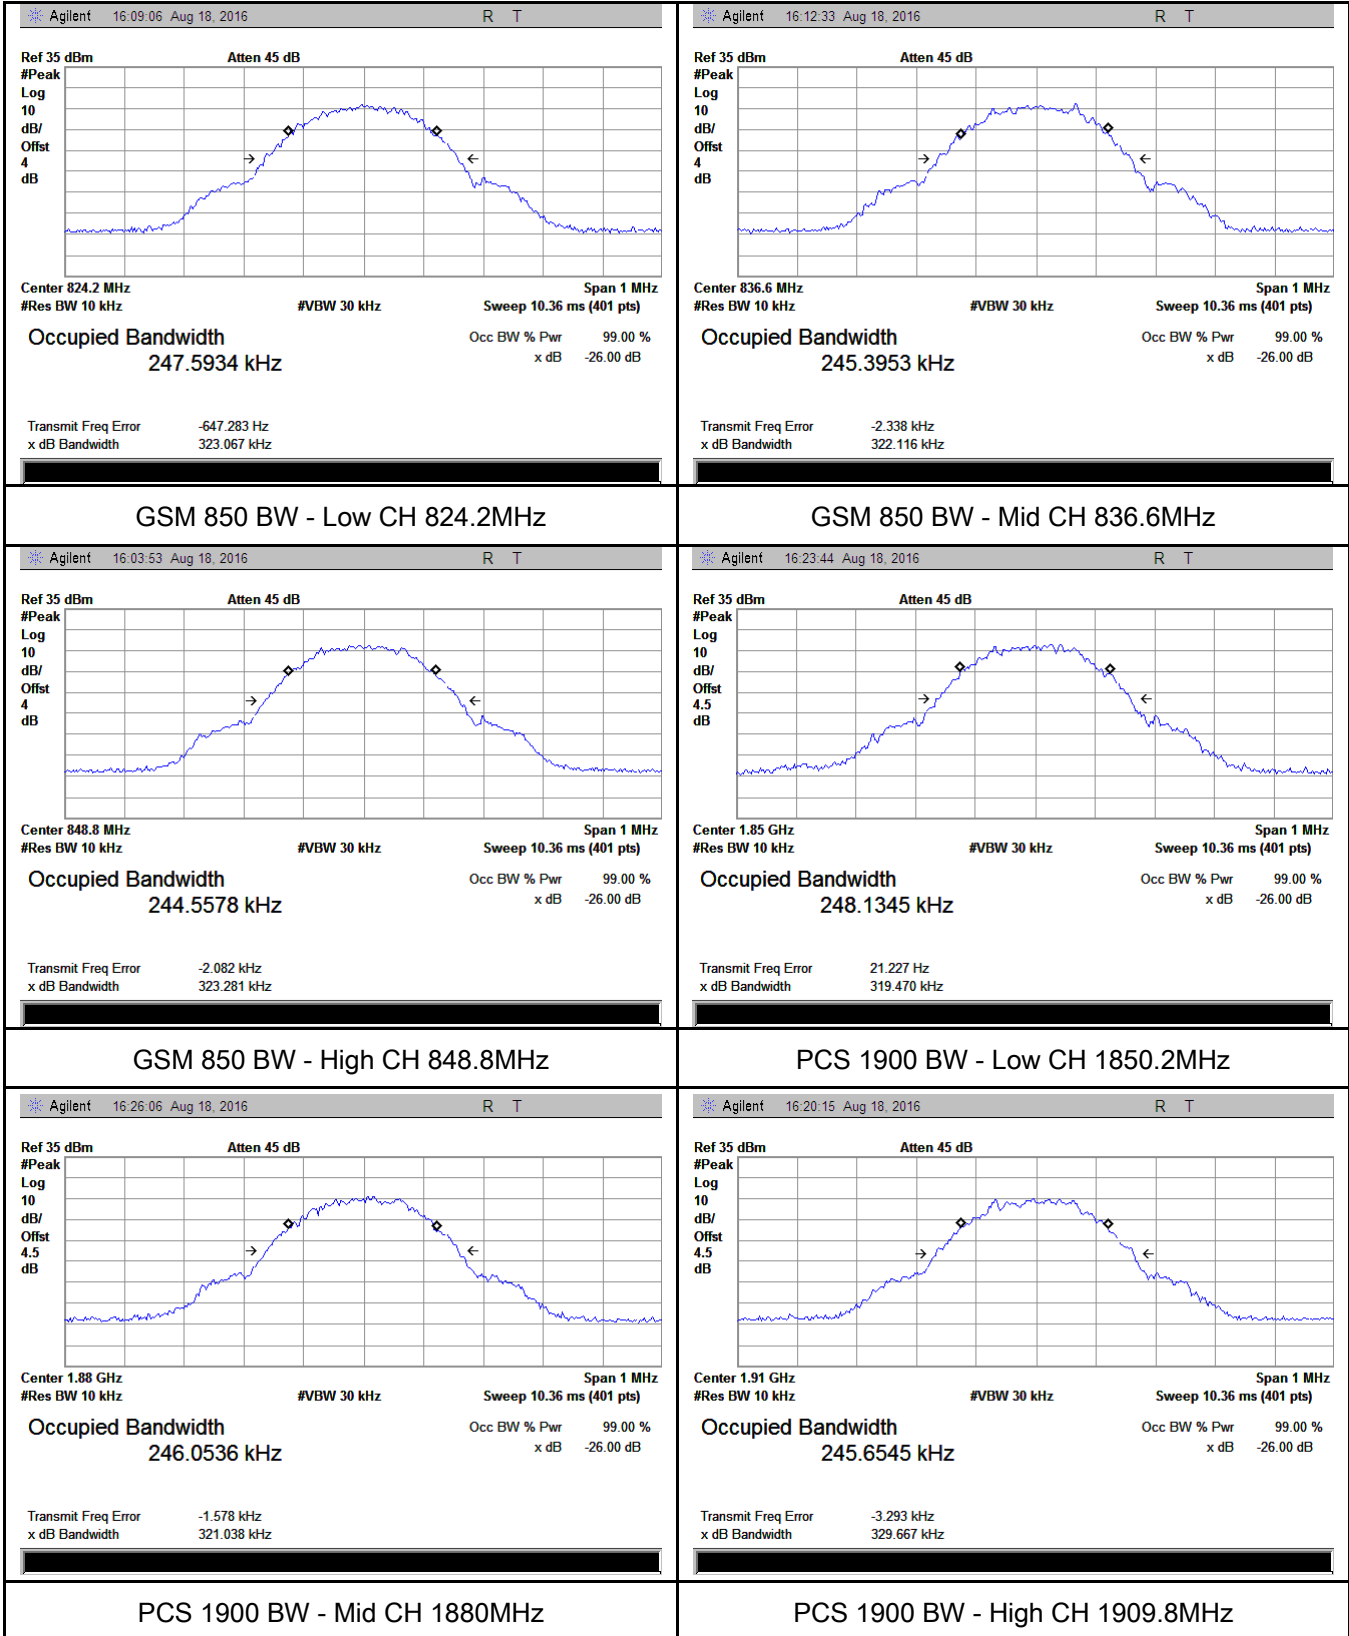 Agilent 16:09:06 Aug 18, 2016 R T
Ref 35 dBm Atten 45 dB
#Peak
Log
10
dB/
Offst
4
dB
Center 824.2 MHz Span 1 MHz
#Res BW 10 kHz #VBW 30 kHz Sweep 10.36 ms (401 pts)
Occupied Bandwidth Occ BW % Pwr 99.00 %
247.5934 kHz x dB -26.00 dB
Transmit Freq Error -647.283 Hz
x dB Bandwidth 323.067 kHz
GSM 850 BW - Low CH 824.2MHz
Agilent 16:12:33 Aug 18, 2016 R T
Ref 35 dBm Atten 45 dB
#Peak
Log
10
dB/
Offst
4
dB
Center 836.6 MHz Span 1 MHz
#Res BW 10 kHz #VBW 30 kHz Sweep 10.36 ms (401 pts)
Occupied Bandwidth Occ BW % Pwr 99.00 %
245.3953 kHz x dB -26.00 dB
Transmit Freq Error -2.338 kHz
x dB Bandwidth 322.116 kHz
GSM 850 BW - Mid CH 836.6MHz
Agilent 16:03:53 Aug 18, 2016 R T
Ref 35 dBm Atten 45 dB
#Peak
Log
10
dB/
Offst
4
dB
Center 848.8 MHz Span 1 MHz
#Res BW 10 kHz #VBW 30 kHz Sweep 10.36 ms (401 pts)
Occupied Bandwidth Occ BW % Pwr 99.00 %
244.5578 kHz x dB -26.00 dB
Transmit Freq Error -2.082 kHz
x dB Bandwidth 323.281 kHz
GSM 850 BW - High CH 848.8MHz
Agilent 16:23:44 Aug 18, 2016 R T
Ref 35 dBm Atten 45 dB
#Peak
Log
10
dB/
Offst
4.5
dB
Center 1.85 GHz Span 1 MHz
#Res BW 10 kHz #VBW 30 kHz Sweep 10.36 ms (401 pts)
Occupied Bandwidth Occ BW % Pwr 99.00 %
248.1345 kHz x dB -26.00 dB
Transmit Freq Error 21.227 Hz
x dB Bandwidth 319.470 kHz
PCS 1900 BW - Low CH 1850.2MHz
Agilent 16:26:06 Aug 18, 2016 R T
Ref 35 dBm Atten 45 dB
#Peak
Log
10
dB/
Offst
4.5
dB
Center 1.88 GHz Span 1 MHz
#Res BW 10 kHz #VBW 30 kHz Sweep 10.36 ms (401 pts)
Occupied Bandwidth Occ BW % Pwr 99.00 %
246.0536 kHz x dB -26.00 dB
Transmit Freq Error -1.578 kHz
x dB Bandwidth 321.038 kHz
PCS 1900 BW - Mid CH 1880MHz
Agilent 16:20:15 Aug 18, 2016 R T
Ref 35 dBm Atten 45 dB
#Peak
Log
10
dB/
Offst
4.5
dB
Center 1.91 GHz Span 1 MHz
#Res BW 10 kHz #VBW 30 kHz Sweep 10.36 ms (401 pts)
Occupied Bandwidth Occ BW % Pwr 99.00 %
245.6545 kHz x dB -26.00 dB
Transmit Freq Error -3.293 kHz
x dB Bandwidth 329.667 kHz
PCS 1900 BW - High CH 1909.8MHz